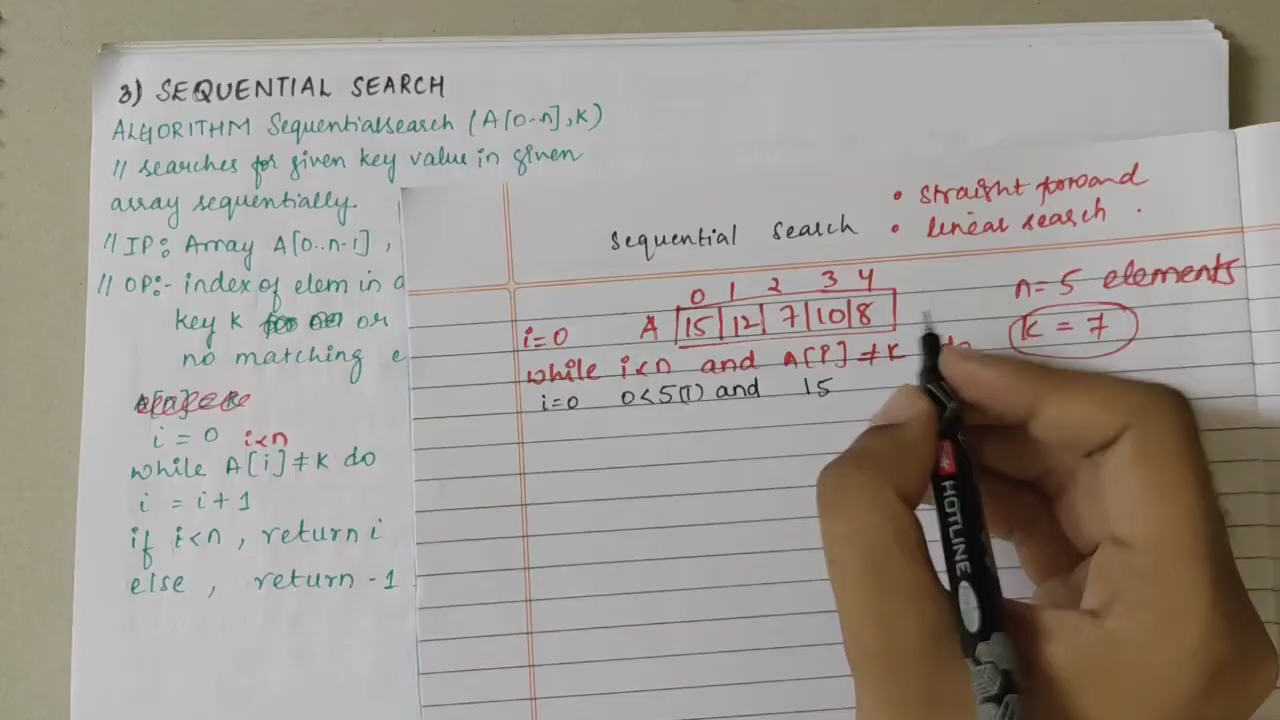 3) SEQUENTIAL SEARCH
ALGORITHM Sequentialsearch (A[0..n], K)
// searches for given key value in given
array sequentially.
// IP: Array A[0..n-1],
// OP:- index of elem in a
key K or
no matching e
i = 0 i<n
while A[i] ≠ K do
i = i + 1
if i<n, return i
else, return -1
• straight forward
sequential search • linear search.
0 1 2 3 4
n = 5 elements
i=0 A 15 12 7 10 8
K = 7
while i<n and A[i] ≠ K do
i=0 0<5(T) and 15
HOTLINE